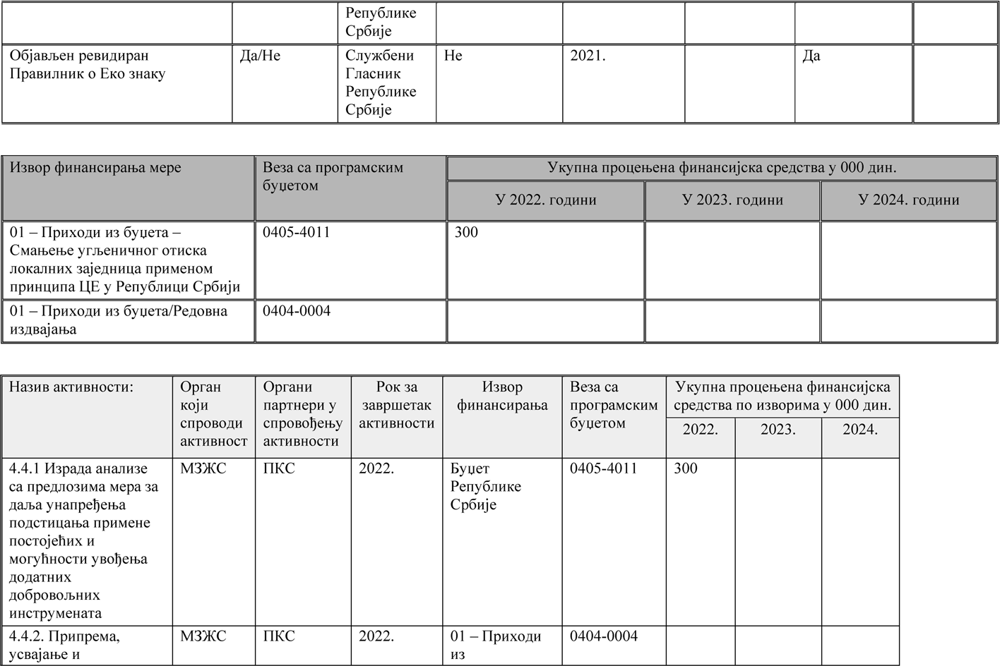 Републике
Србије
Објављен ревидиран
Правилник о Еко знаку
Да/Не
Службени
Гласник
Републике
Србије
Не
2021.
Да
Извор финансирања мере
Веза са програмским
буџетом
Укупна процењена финансијска средства у 000 дин.
У 2022. години
У 2023. години
У 2024. години
01 – Приходи из буџета –
Смањење угљеничног отиска
локалних заједница применом
принципа ЦЕ у Републици Србији
0405-4011
300
01 – Приходи из буџета/Редовна
издвајања
0404-0004
Назив активности:
Орган
који
спроводи
активност
Органи
партнери у
спровођењу
активности
Рок за
завршетак
активности
Извор
финансирања
Веза са
програмским
буџетом
Укупна процењена финансијска
средства по изворима у 000 дин.
2022.
2023.
2024.
4.4.1 Израда анализе
са предлозима мера за
даља унапређења
подстицања примене
постојећих и
могућности увођења
додатних
добровољних
инструмената
МЗЖС
ПКС
2022.
Буџет
Републике
Србије
0405-4011
300
4.4.2. Припрема,
усвајање и
МЗЖС
ПКС
2022.
01 – Приходи
из
0404-0004